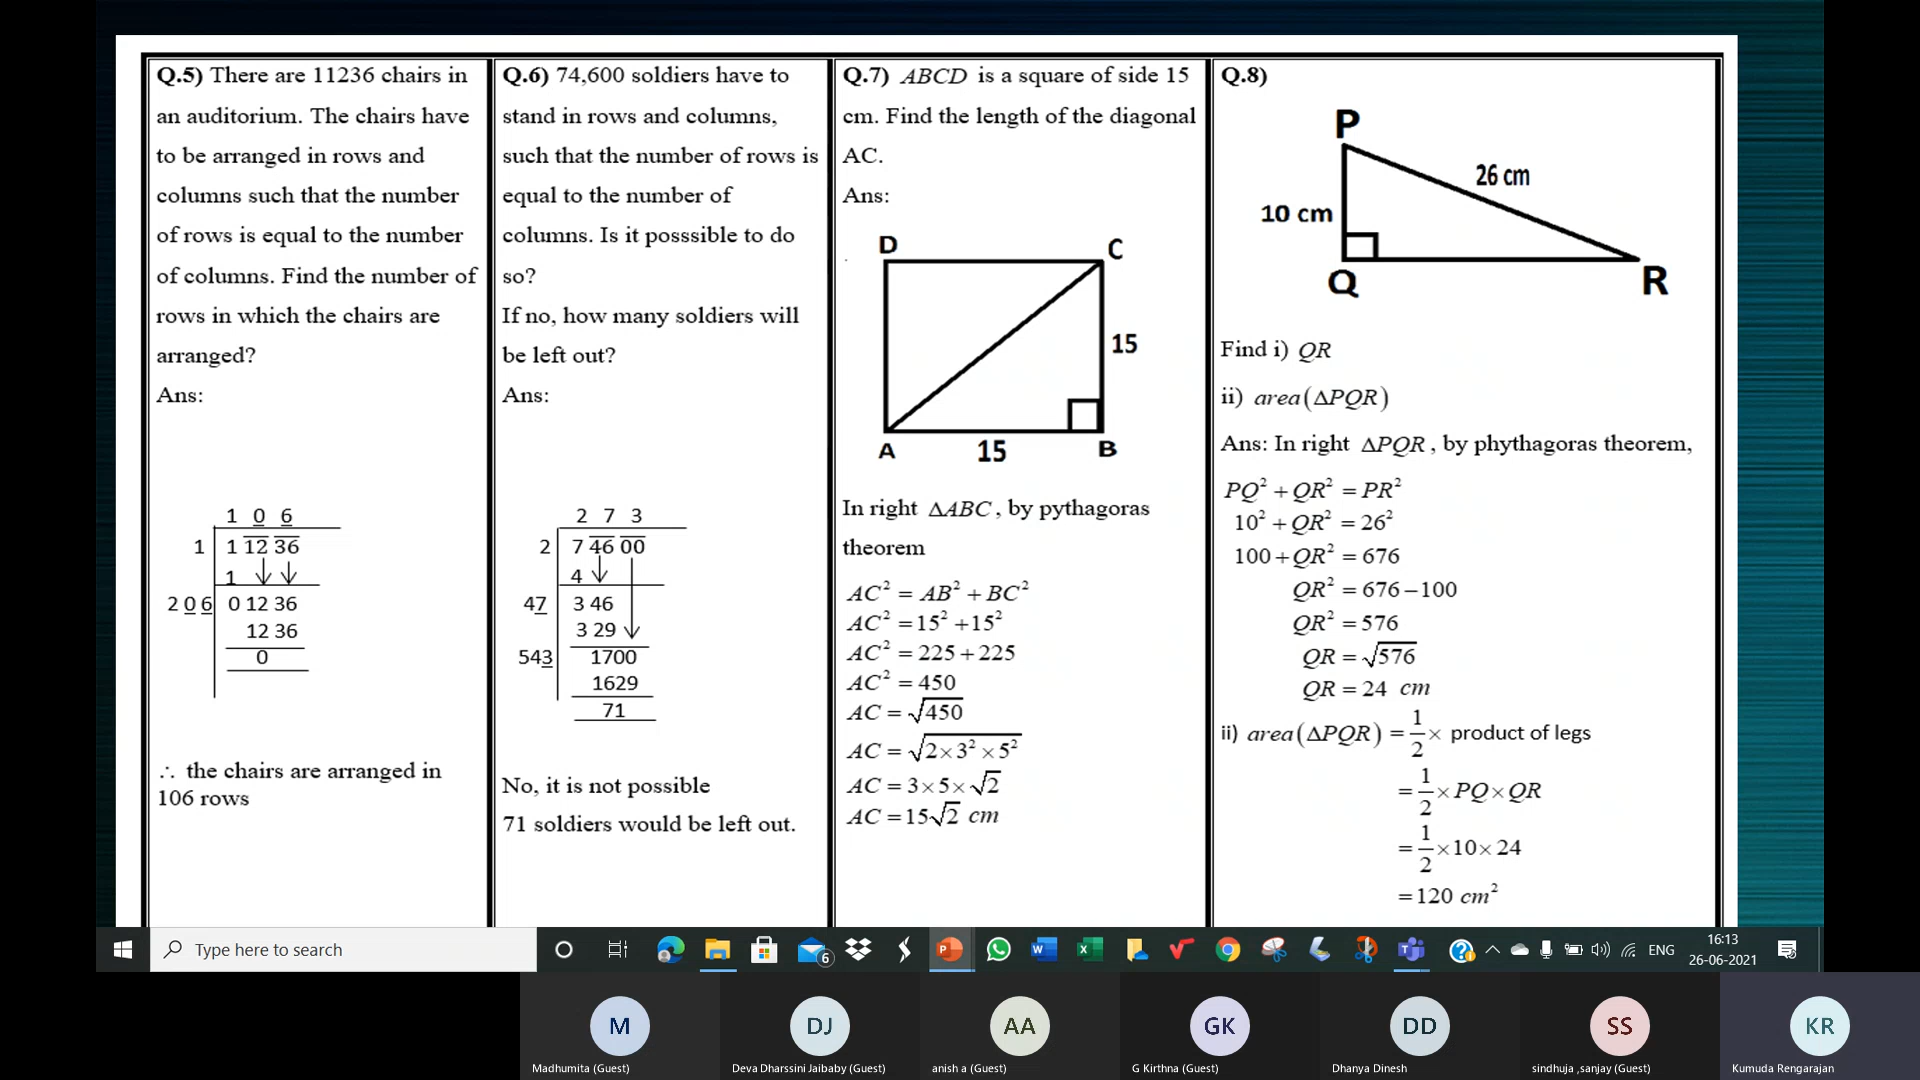 Q.5) There are 11236 chairs in
an auditorium. The chairs have
to be arranged in rows and
columns such that the number
of rows is equal to the number
of columns. Find the number of
rows in which the chairs are
arranged?
Ans:
1 0 6
1 1 12 36
1
2 0 6 0 12 36
12 36
0
∴ the chairs are arranged in
106 rows
Q.6) 74,600 soldiers have to
stand in rows and columns,
such that the number of rows is
equal to the number of
columns. Is it posssible to do
so?
If no, how many soldiers will
be left out?
Ans:
2 7 3
2 7 46 00
4
47 3 46
3 29
543 1700
1629
71
No, it is not possible
71 soldiers would be left out.
Q.7) ABCD is a square of side 15
cm. Find the length of the diagonal
AC.
Ans:
D C
15
A 15 B
In right ΔABC, by pythagoras
theorem
AC² = AB² + BC²
AC² = 15² + 15²
AC² = 225 + 225
AC² = 450
AC = √450
AC = √2×3²×5²
AC = 3×5×√2
AC = 15√2 cm
Q.8)
P
26 cm
10 cm
Q R
Find i) QR
ii) area(ΔPQR)
Ans: In right ΔPQR, by phythagoras theorem,
PQ² + QR² = PR²
10² + QR² = 26²
100 + QR² = 676
QR² = 676 – 100
QR² = 576
QR = √576
QR = 24 cm
ii) area(ΔPQR) = 1/2 × product of legs
= 1/2 × PQ × QR
= 1/2 × 10 × 24
= 120 cm²
Type here to search
6
ENG
16:13
26-06-2021
M DJ AA GK DD SS KR
Madhumita (Guest) Deva Dharssini Jaibaby (Guest) anish a (Guest) G Kirthna (Guest) Dhanya Dinesh sindhuja ,sanjay (Guest) Kumuda Rengarajan